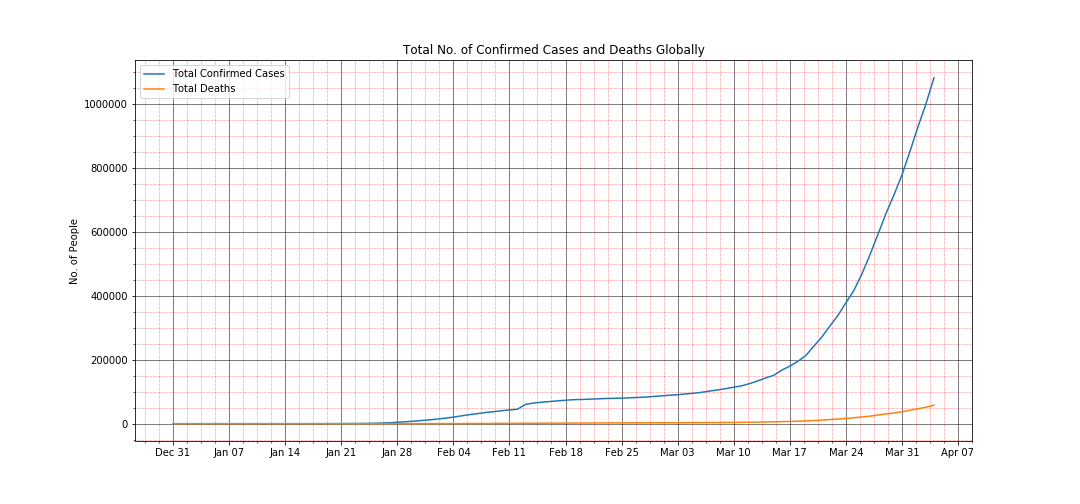 Total No. of Confirmed Cases and Deaths Globally
Total Confirmed Cases
Total Deaths
1000000
800000
600000
400000
200000
0
No. of People
Dec 31 Jan 07 Jan 14 Jan 21 Jan 28 Feb 04 Feb 11 Feb 18 Feb 25 Mar 03 Mar 10 Mar 17 Mar 24 Mar 31 Apr 07